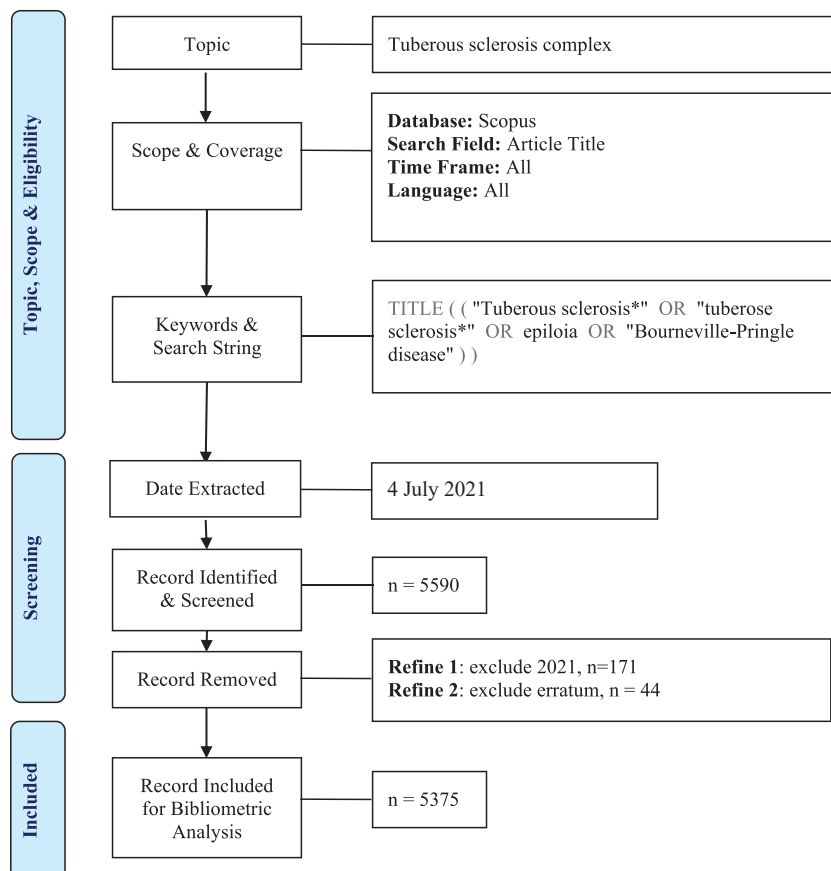 Topic, Scope & Eligibility
Topic
Tuberous sclerosis complex
Scope & Coverage
Database: Scopus
Search Field: Article Title
Time Frame: All
Language: All
Keywords &
Search String
TITLE ( ( "Tuberous sclerosis*" OR "tuberose
sclerosis*" OR epiloia OR "Bourneville-Pringle
disease" ) )
Screening
Date Extracted
4 July 2021
Record Identified
& Screened
n = 5590
Record Removed
Refine 1: exclude 2021, n=171
Refine 2: exclude erratum, n = 44
Included
Record Included
for Bibliometric
Analysis
n = 5375